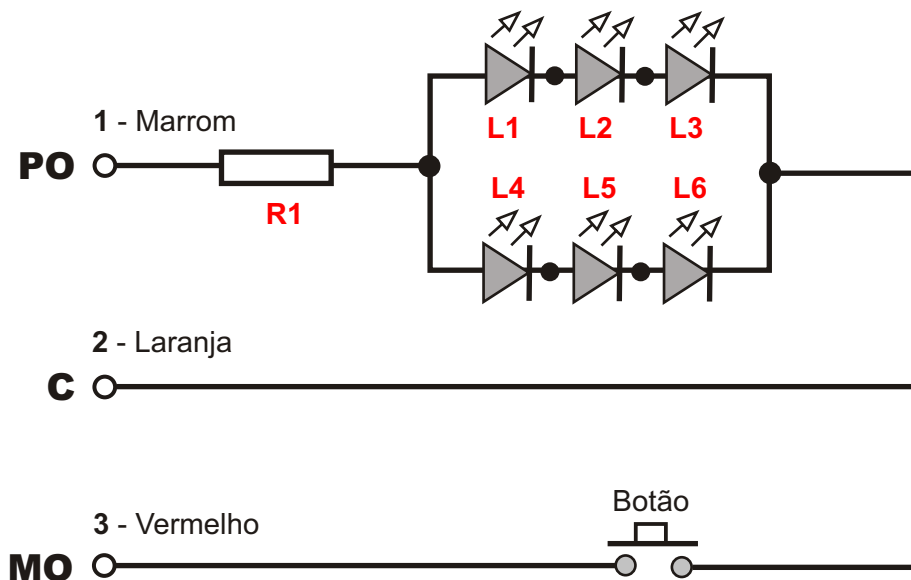 1 - Marrom
PO
R1
L1 L2 L3
L4 L5 L6
2 - Laranja
C
3 - Vermelho
Botão
MO